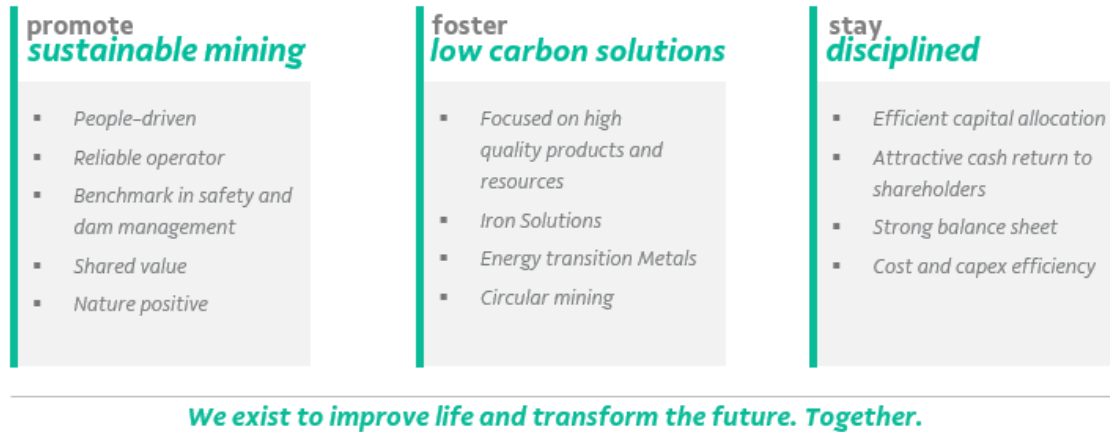 promote
sustainable mining
▪ People-driven
▪ Reliable operator
▪ Benchmark in safety and
dam management
▪ Shared value
▪ Nature positive
foster
low carbon solutions
▪ Focused on high
quality products and
resources
▪ Iron Solutions
▪ Energy transition Metals
▪ Circular mining
stay
disciplined
▪ Efficient capital allocation
▪ Attractive cash return to
shareholders
▪ Strong balance sheet
▪ Cost and capex efficiency
We exist to improve life and transform the future. Together.